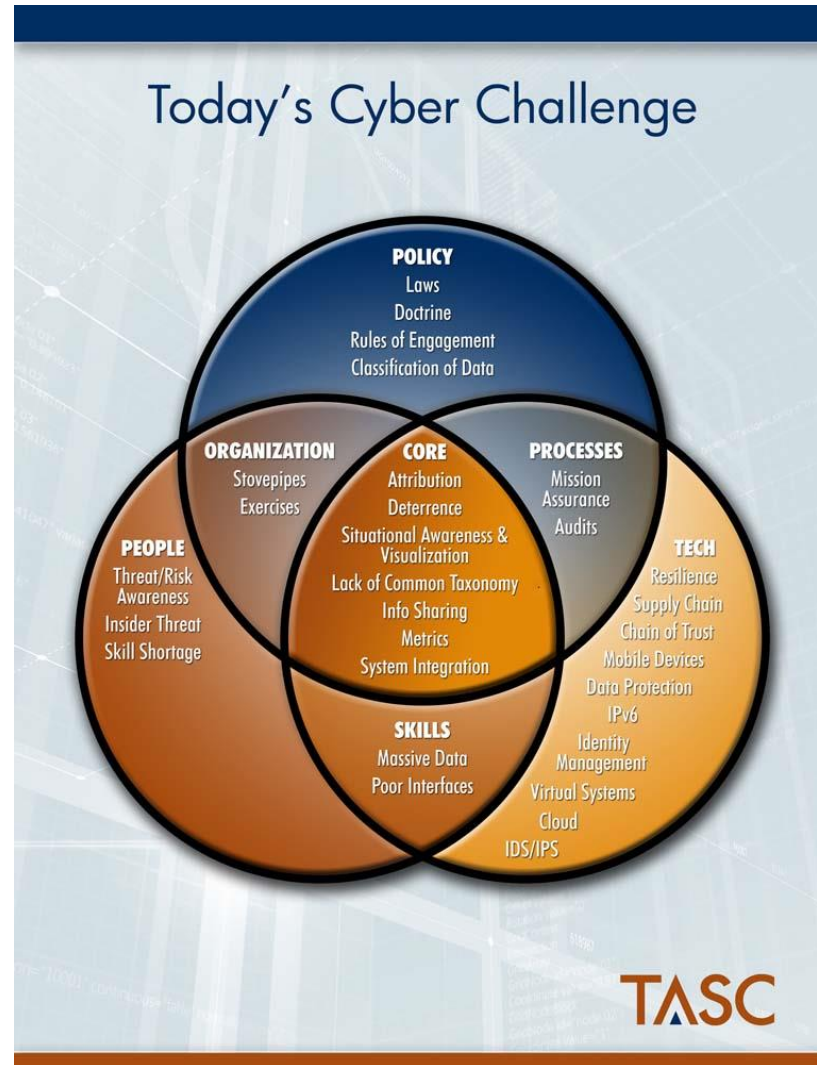 Today's Cyber Challenge
POLICY
Laws
Doctrine
Rules of Engagement
Classification of Data
ORGANIZATION
Stovepipes
Exercises
CORE
Attribution
Deterrence
Situational Awareness &
Visualization
Lack of Common Taxonomy
Info Sharing
Metrics
System Integration
PROCESSES
Mission
Assurance
Audits
PEOPLE
Threat/Risk
Awareness
Insider Threat
Skill Shortage
TECH
Resilience
Supply Chain
Chain of Trust
Mobile Devices
Data Protection
IPv6
Identity
Management
Virtual Systems
Cloud
IDS/IPS
SKILLS
Massive Data
Poor Interfaces
TASC